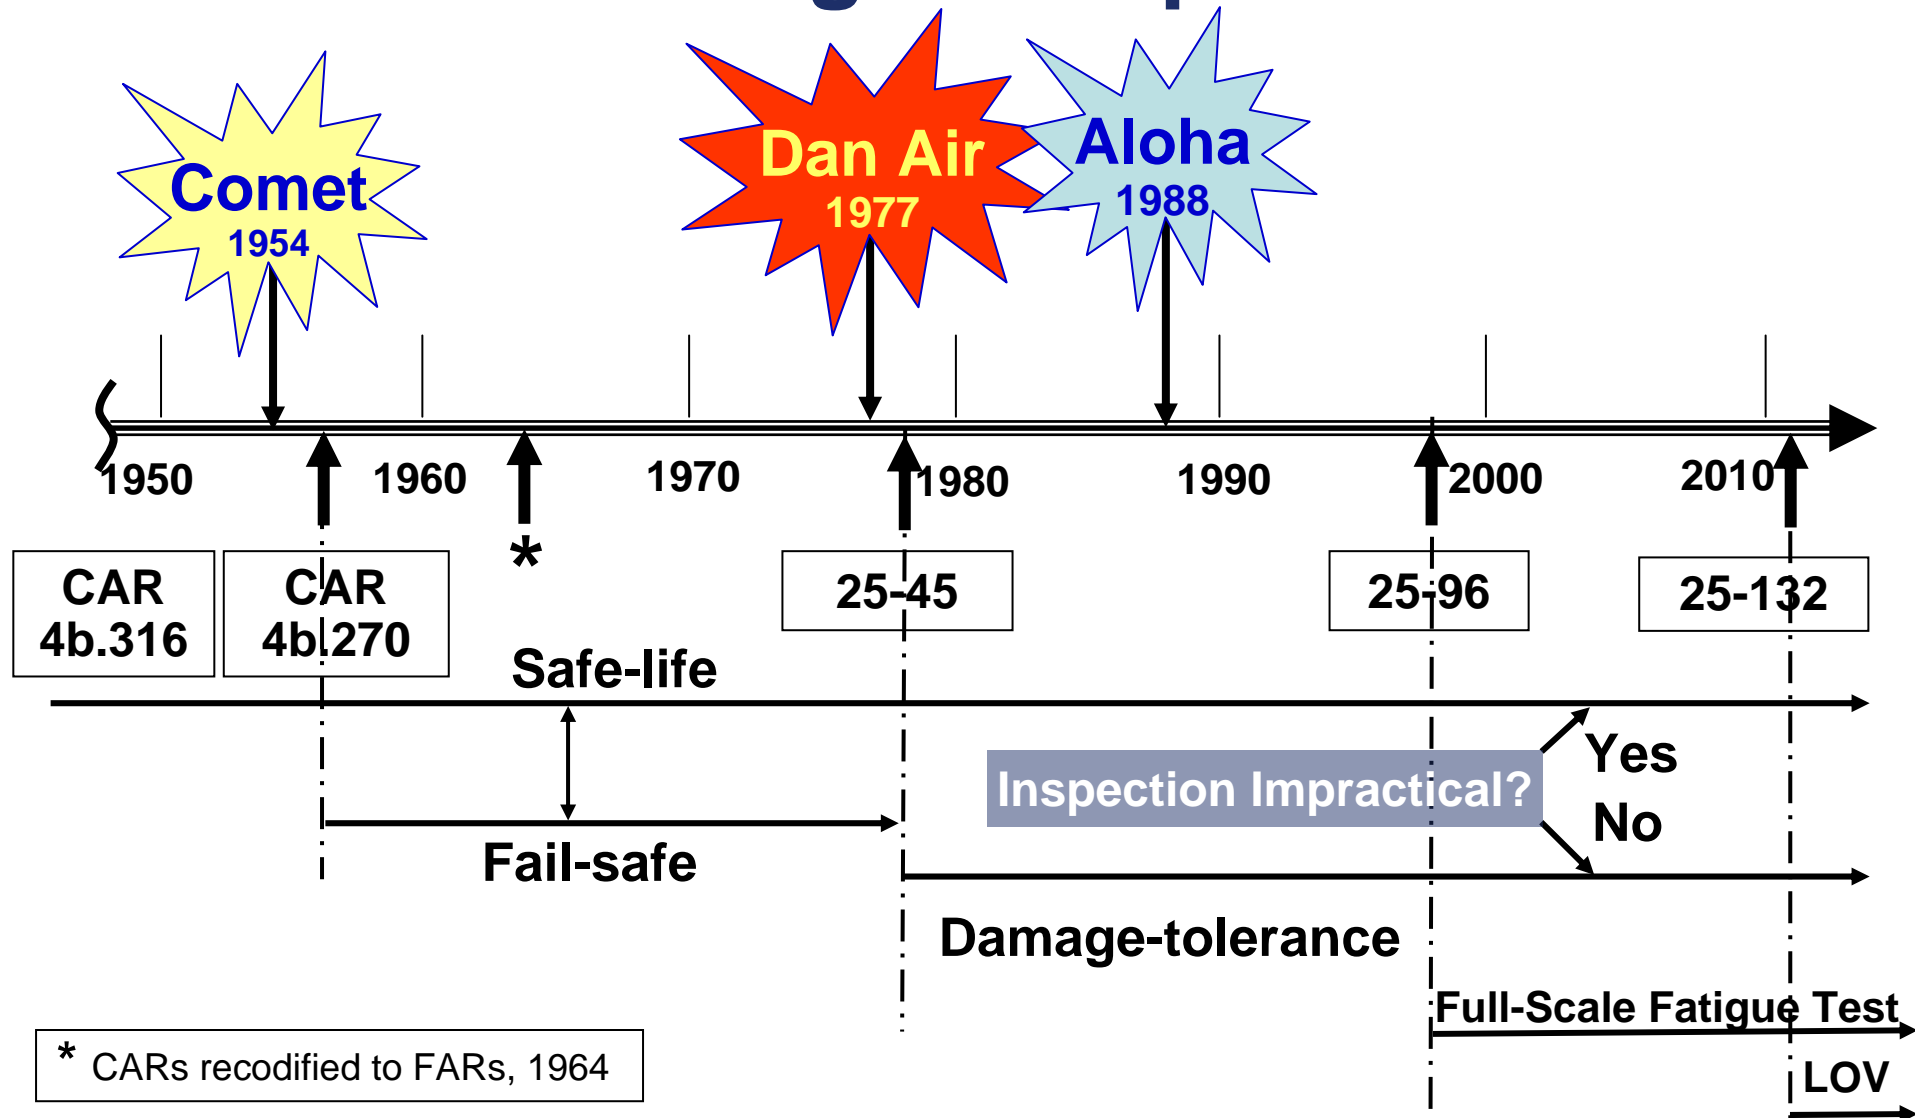 Comet
1954
Dan Air
1977
Aloha
1988
1950
1960
1970
1980
1990
2000
2010
*
CAR
4b.316
CAR
4b.270
25-45
25-96
25-132
Safe-life
Inspection Impractical?
Yes
No
Fail-safe
Damage-tolerance
Full-Scale Fatigue Test
LOV
* CARs recodified to FARs, 1964